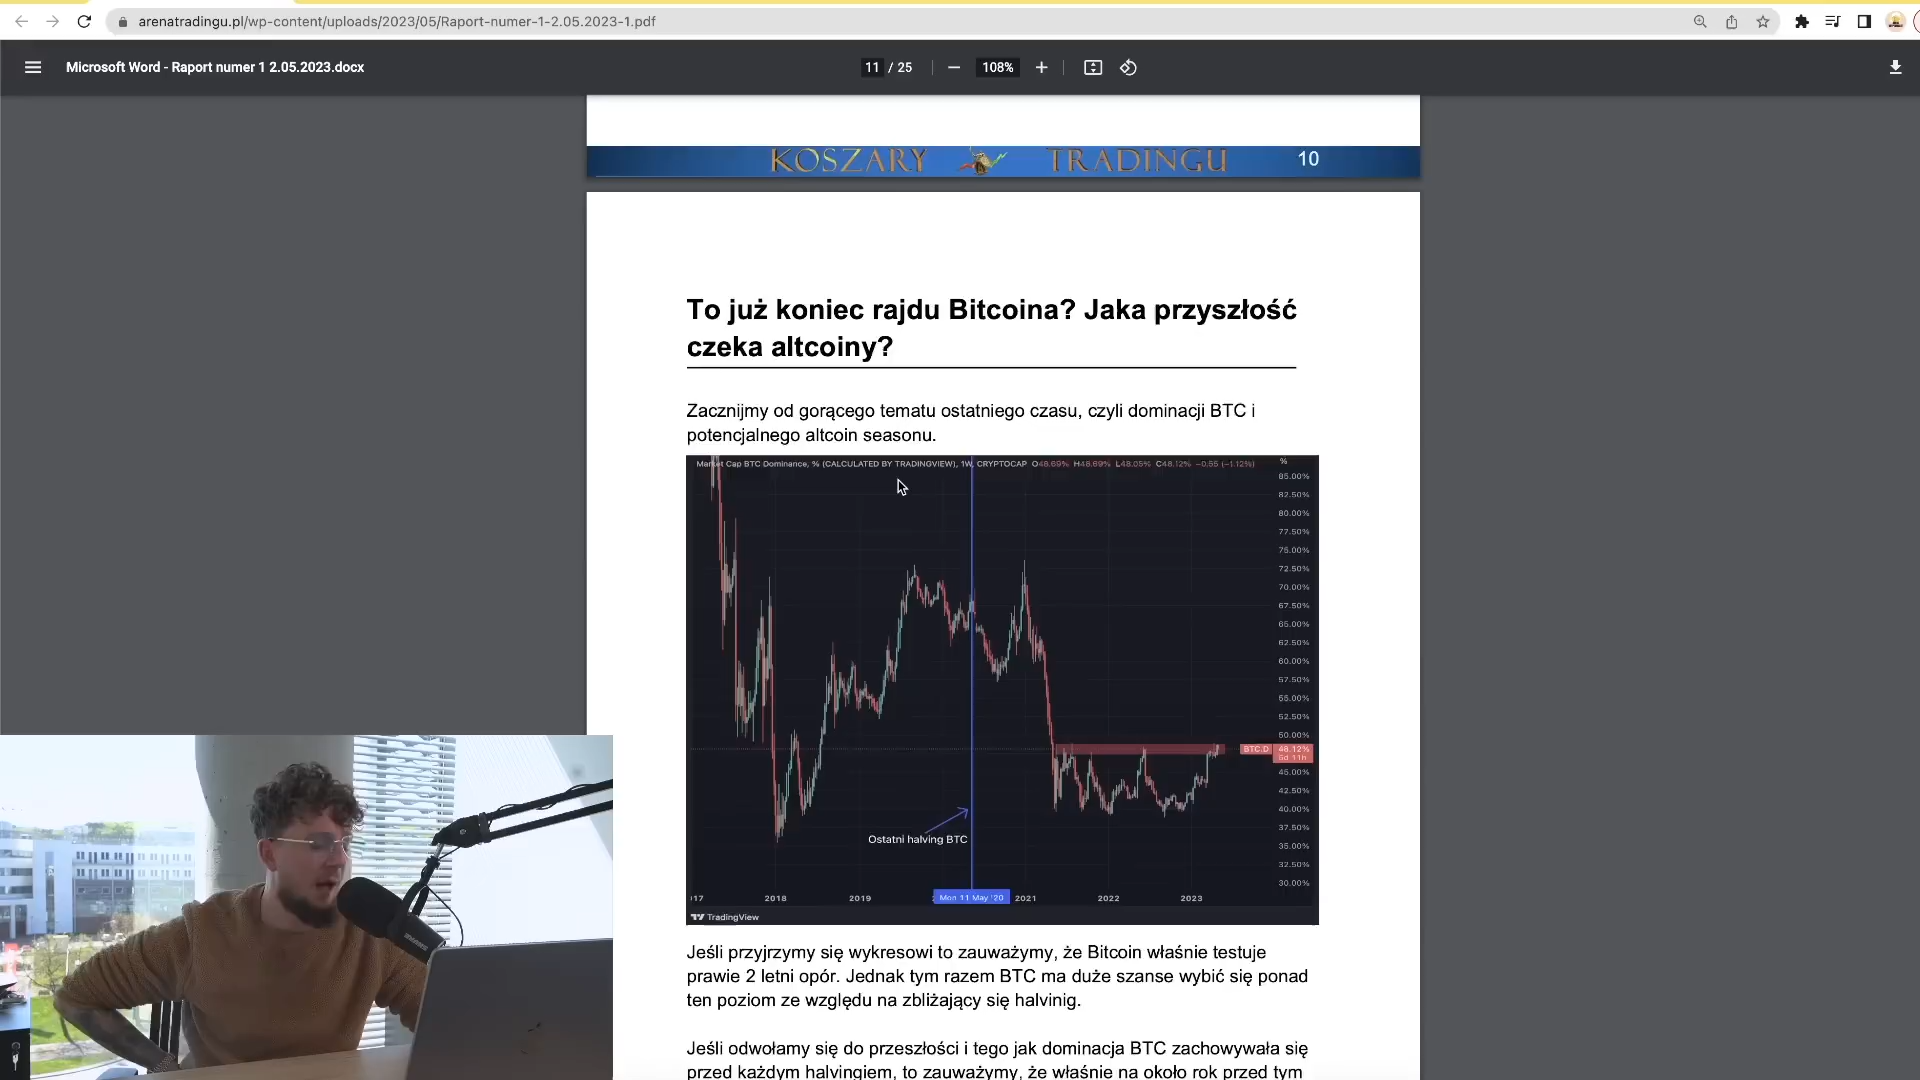 arenatradingu.pl/wp-content/uploads/2023/05/Raport-numer-1-2.05.2023-1.pdf
Microsoft Word - Raport numer 1 2.05.2023.docx
11 / 25
108%
KOSZARY TRADINGU 10
To już koniec rajdu Bitcoina? Jaka przyszłość
czeka altcoiny?
Zacznijmy od gorącego tematu ostatniego czasu, czyli dominacji BTC i
potencjalnego altcoin seasonu.
Market Cap BTC Dominance, % (CALCULATED BY TRADINGVIEW), 1W, CRYPTOCAP O48.69% H48.89% L48.05% C48.12% −0.55 (−1.12%)
%
85.00%
82.50%
80.00%
77.50%
75.00%
72.50%
70.00%
67.50%
65.00%
62.50%
60.00%
57.50%
55.00%
52.50%
50.00%
BTC.D 48.12%
5d 11h
45.00%
42.50%
40.00%
37.50%
35.00%
32.50%
30.00%
Ostatni halving BTC
17 2018 2019 Mon 11 May '20 2021 2022 2023
TradingView
Jeśli przyjrzymy się wykresowi to zauważymy, że Bitcoin właśnie testuje
prawie 2 letni opór. Jednak tym razem BTC ma duże szanse wybić się ponad
ten poziom ze względu na zbliżający się halvinig.
Jeśli odwołamy się do przeszłości i tego jak dominacja BTC zachowywała się
przed każdym halvingiem, to zauważymy, że właśnie na około rok przed tym